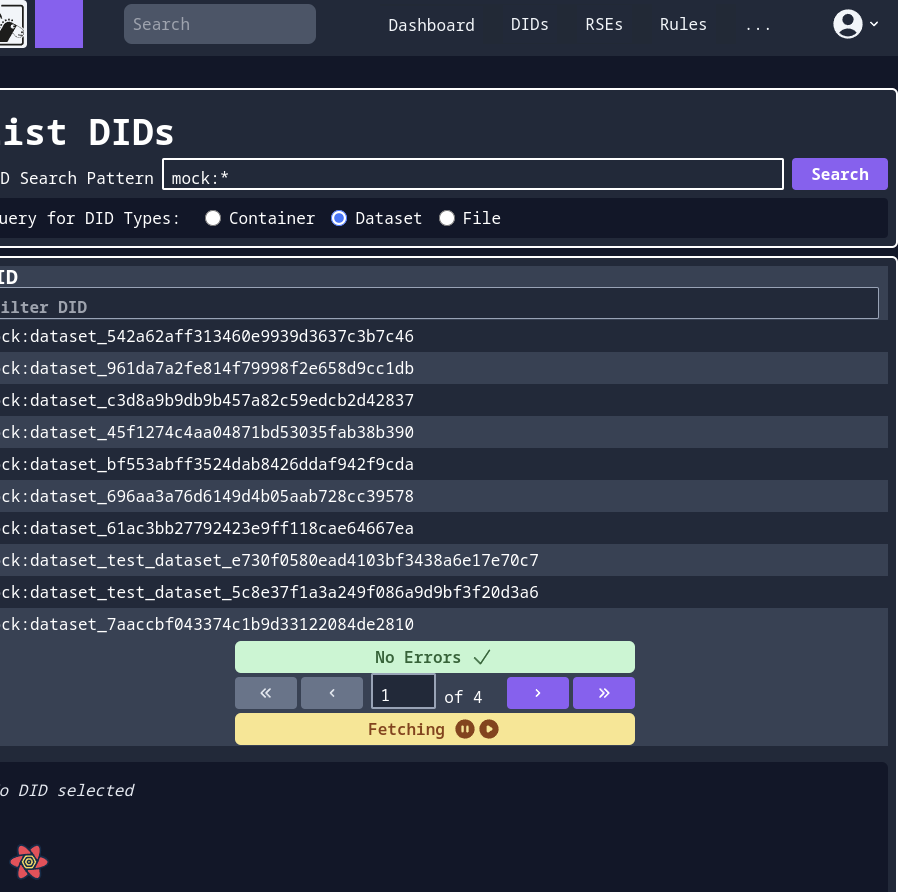 Search
Dashboard DIDs RSEs Rules ...
ist DIDs
D Search Pattern mock:* Search
uery for DID Types: Container Dataset File
ID
ilter DID
ck:dataset_542a62aff313460e9939d3637c3b7c46
ck:dataset_961da7a2fe814f79998f2e658d9cc1db
ck:dataset_c3d8a9b9db9b457a82c59edcb2d42837
ck:dataset_45f1274c4aa04871bd53035fab38b390
ck:dataset_bf553abff3524dab8426ddaf942f9cda
ck:dataset_696aa3a76d6149d4b05aab728cc39578
ck:dataset_61ac3bb27792423e9ff118cae64667ea
ck:dataset_test_dataset_e730f0580ead4103bf3438a6e17e70c7
ck:dataset_test_dataset_5c8e37f1a3a249f086a9d9bf3f20d3a6
ck:dataset_7aaccbf043374c1b9d33122084de2810
No Errors
« ‹ 1 of 4 › »
Fetching
o DID selected